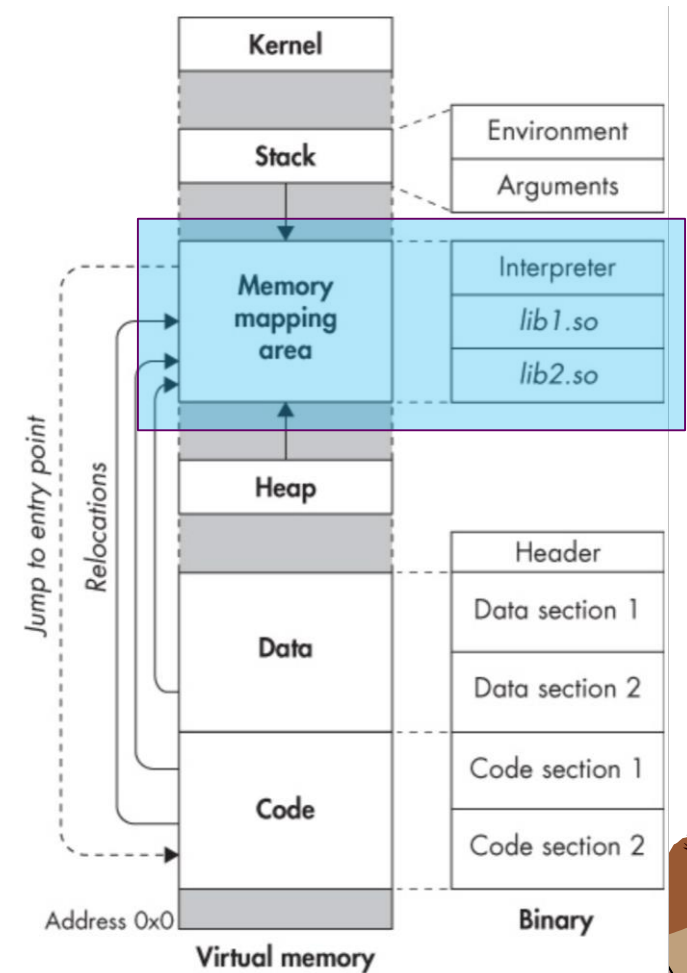 Kernel
Stack
Environment
Arguments
Memory
mapping
area
Interpreter
lib1.so
lib2.so
Jump to entry point
Relocations
Heap
Header
Data
Data section 1
Data section 2
Code
Code section 1
Code section 2
Address 0x0
Virtual memory
Binary